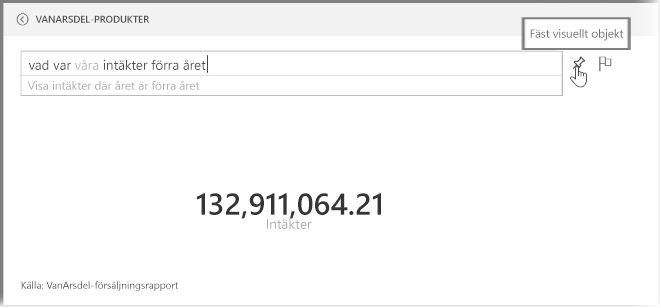 VANARSDEL-PRODUKTER
Fäst visuellt objekt
vad var våra intäkter förra året
Visa intäkter där året är förra året
132,911,064.21
Intäkter
Källa: VanArsdel-försäljningsrapport